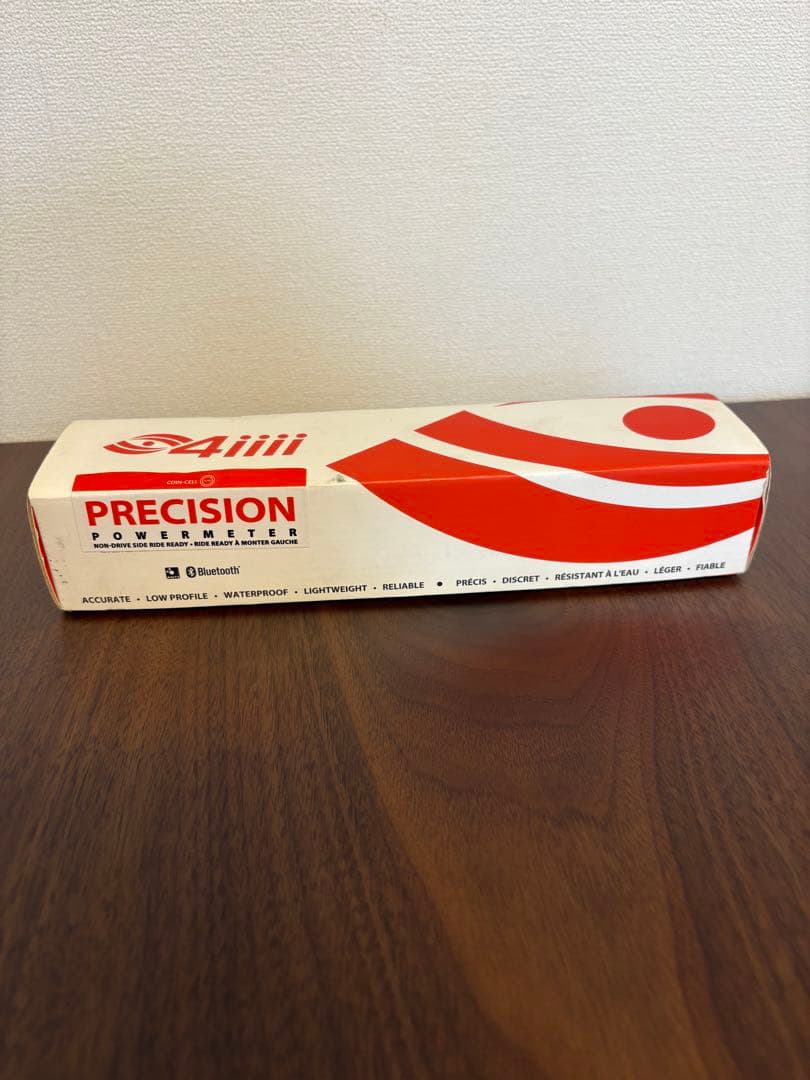 4iiii
COIN-CELL
PRECISION
POWERMETER
NON-DRIVE SIDE RIDE READY • RIDE READY À MONTER GAUCHE
Bluetooth®
ACCURATE • LOW PROFILE • WATERPROOF • LIGHTWEIGHT • RELIABLE • PRÉCIS • DISCRET • RÉSISTANT À L'EAU • LÉGER • FIABLE